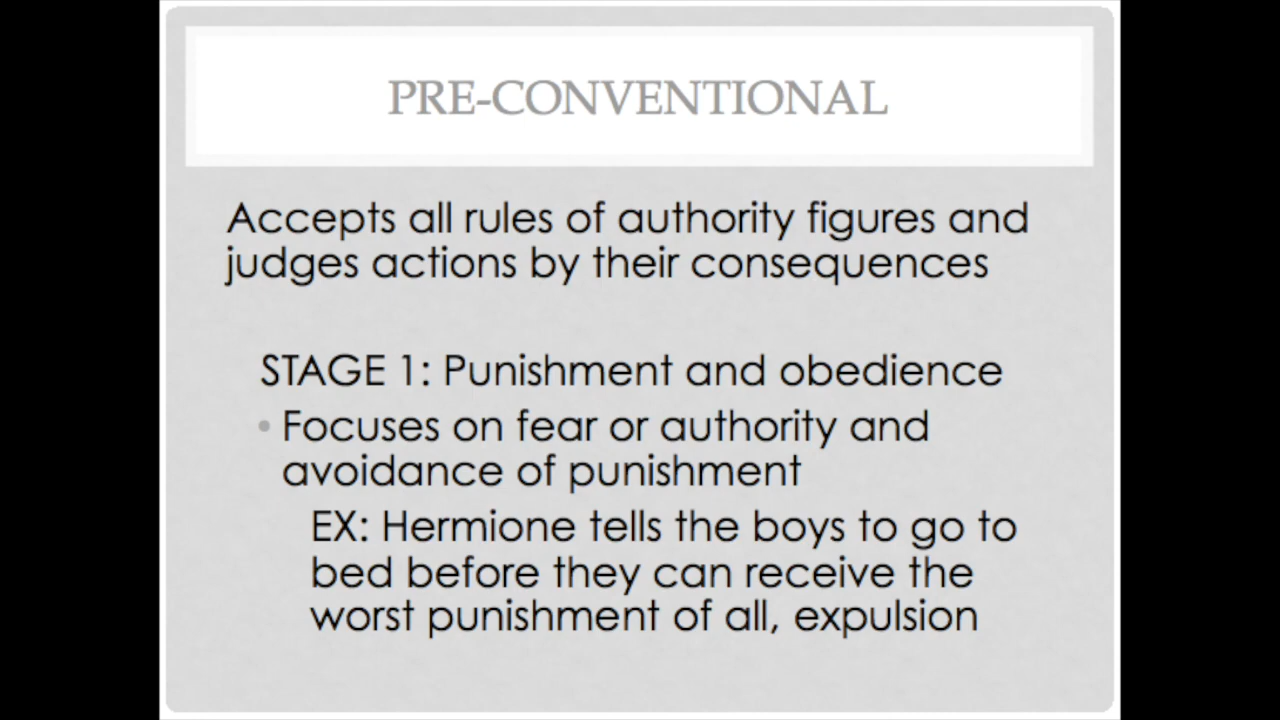 PRE-CONVENTIONAL
Accepts all rules of authority figures and
judges actions by their consequences
STAGE 1: Punishment and obedience
• Focuses on fear or authority and
avoidance of punishment
EX: Hermione tells the boys to go to
bed before they can receive the
worst punishment of all, expulsion